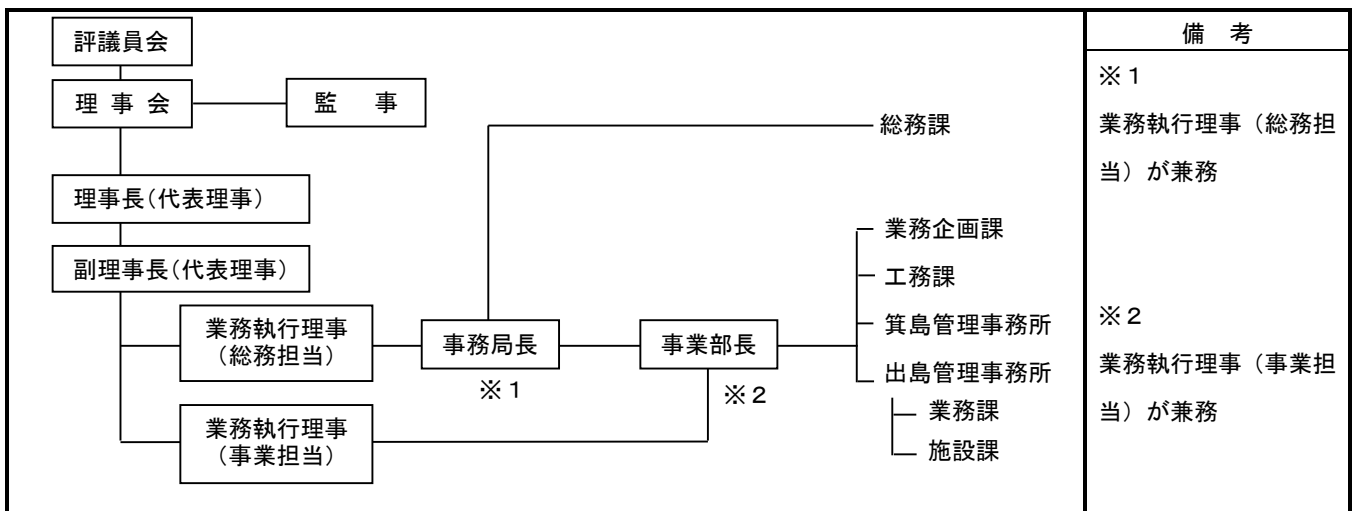 評議員会
理 事 会
監 事
理事長(代表理事)
副理事長(代表理事)
業務執行理事
(総務担当)
業務執行理事
(事業担当)
事務局長
※1
事業部長
※2
総務課
業務企画課
工務課
箕島管理事務所
出島管理事務所
業務課
施設課
備 考
※1
業務執行理事(総務担
当)が兼務
※2
業務執行理事(事業担
当)が兼務